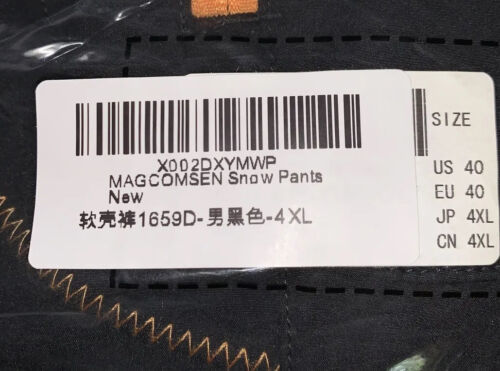 X002DXYMWP
MAGCOMSEN Snow Pants
New
软壳裤1659D-男黑色-4XL
SIZE
US 40
EU 40
JP 4XL
CN 4XL